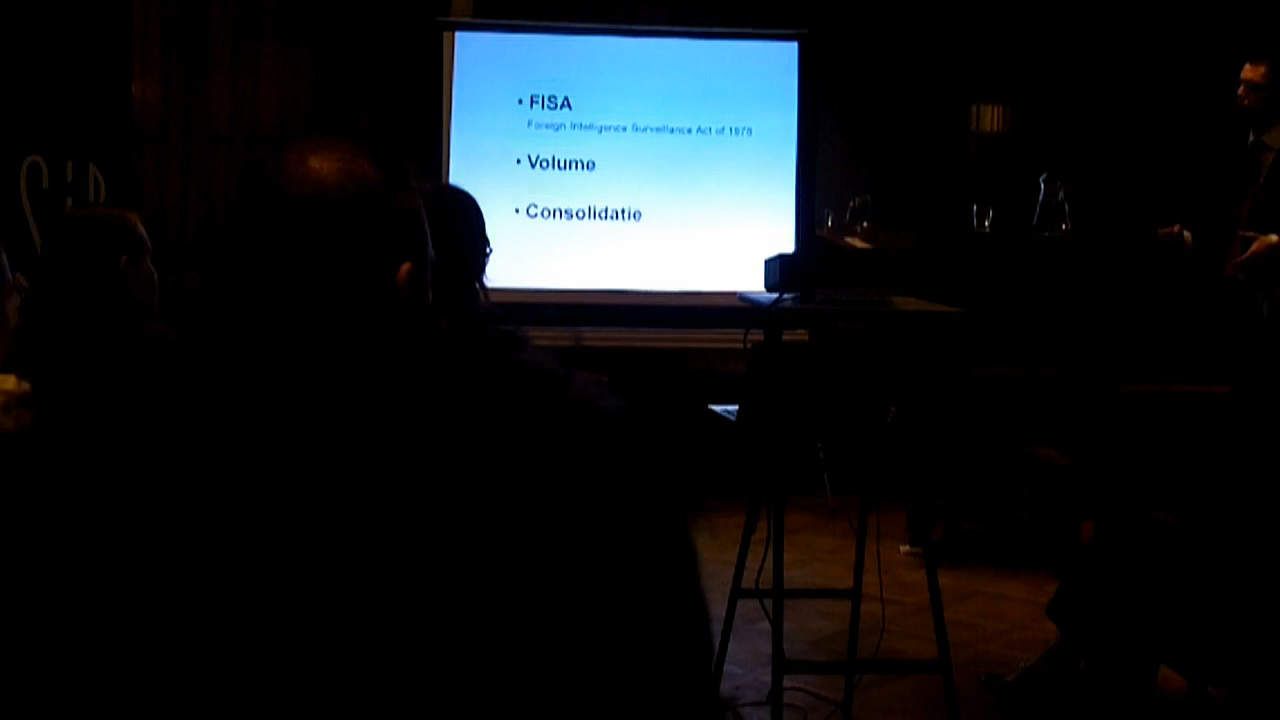 • FISA
Foreign Intelligence Surveillance Act of 1978
• Volume
• Consolidatie